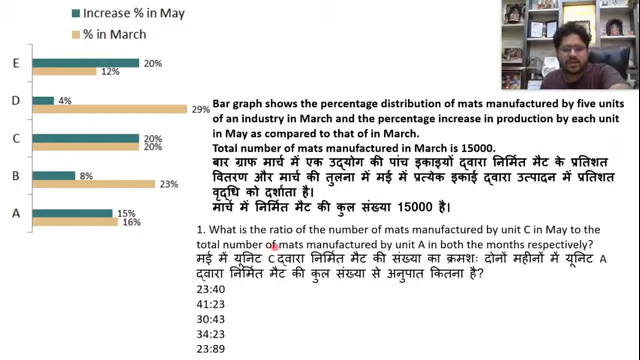 Increase % in May
% in March
E
20%
12%
D
4%
29%
C
20%
20%
B
8%
23%
A
15%
16%
Bar graph shows the percentage distribution of mats manufactured by five units
of an industry in March and the percentage increase in production by each unit
in May as compared to that of in March.
Total number of mats manufactured in March is 15000.
बार ग्राफ मार्च में एक उद्योग की पांच इकाइयों द्वारा निर्मित मैट के प्रतिशत
वितरण और मार्च की तुलना में मई में प्रत्येक इकाई द्वारा उत्पादन में प्रतिशत
वृद्धि को दर्शाता है।
मार्च में निर्मित मैट की कुल संख्या 15000 है।
1. What is the ratio of the number of mats manufactured by unit C in May to the
total number of mats manufactured by unit A in both the months respectively?
मई में यूनिट C द्वारा निर्मित मैट की संख्या का क्रमशः दोनों महीनों में यूनिट A
द्वारा निर्मित मैट की कुल संख्या से अनुपात कितना है?
23:40
41:23
30:43
34:23
23:89